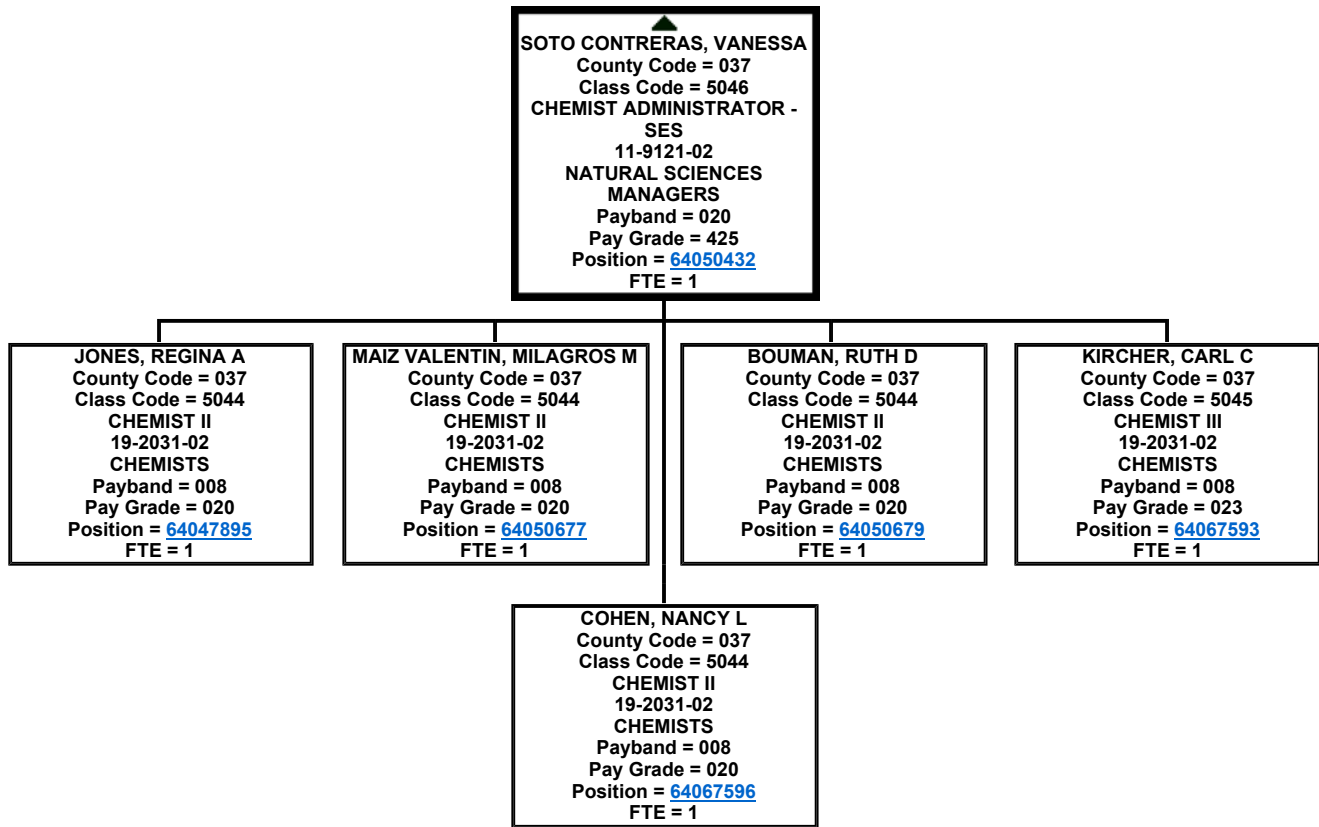 SOTO CONTRERAS, VANESSA
County Code = 037
Class Code = 5046
CHEMIST ADMINISTRATOR -
SES
11-9121-02
NATURAL SCIENCES
MANAGERS
Payband = 020
Pay Grade = 425
Position = 64050432
FTE = 1
JONES, REGINA A
County Code = 037
Class Code = 5044
CHEMIST II
19-2031-02
CHEMISTS
Payband = 008
Pay Grade = 020
Position = 64047895
FTE = 1
MAIZ VALENTIN, MILAGROS M
County Code = 037
Class Code = 5044
CHEMIST II
19-2031-02
CHEMISTS
Payband = 008
Pay Grade = 020
Position = 64050677
FTE = 1
BOUMAN, RUTH D
County Code = 037
Class Code = 5044
CHEMIST II
19-2031-02
CHEMISTS
Payband = 008
Pay Grade = 020
Position = 64050679
FTE = 1
KIRCHER, CARL C
County Code = 037
Class Code = 5045
CHEMIST III
19-2031-02
CHEMISTS
Payband = 008
Pay Grade = 023
Position = 64067593
FTE = 1
COHEN, NANCY L
County Code = 037
Class Code = 5044
CHEMIST II
19-2031-02
CHEMISTS
Payband = 008
Pay Grade = 020
Position = 64067596
FTE = 1